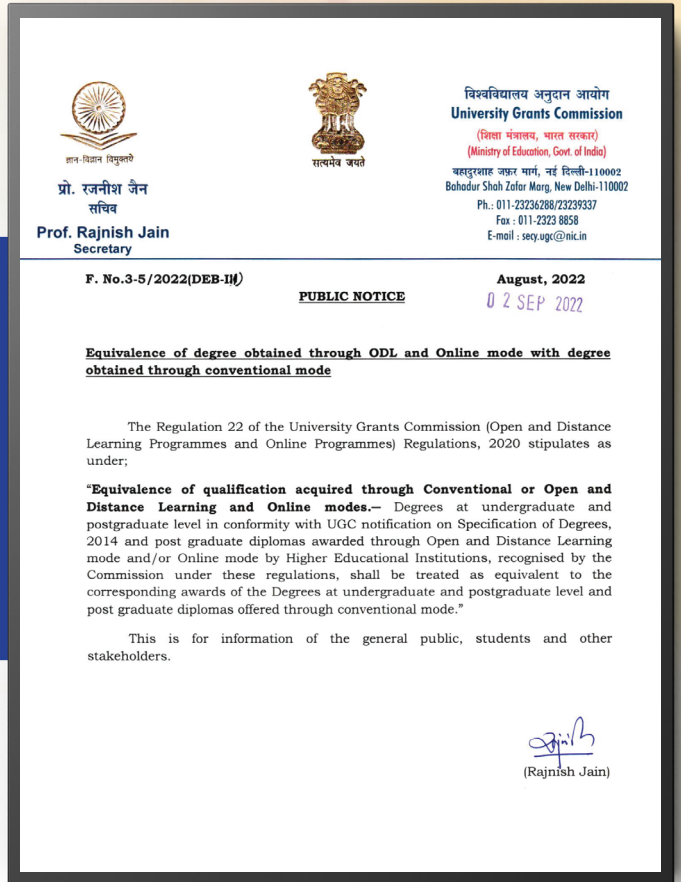 ज्ञान-विज्ञान विमुक्तये
प्रो. रजनीश जैन
सचिव
Prof. Rajnish Jain
Secretary
सत्यमेव जयते
विश्वविद्यालय अनुदान आयोग
University Grants Commission
(शिक्षा मंत्रालय, भारत सरकार)
(Ministry of Education, Govt. of India)
बहादुरशाह ज़फ़र मार्ग, नई दिल्ली-110002
Bahadur Shah Zafar Marg, New Delhi-110002
Ph.: 011-23236288/23239337
Fax : 011-2323 8858
E-mail : secy.ugc@nic.in
F. No.3-5/2022(DEB-III)
August, 2022
PUBLIC NOTICE
02 SEP 2022
Equivalence of degree obtained through ODL and Online mode with degree
obtained through conventional mode
The Regulation 22 of the University Grants Commission (Open and Distance
Learning Programmes and Online Programmes) Regulations, 2020 stipulates as
under;
“Equivalence of qualification acquired through Conventional or Open and
Distance Learning and Online modes.— Degrees at undergraduate and
postgraduate level in conformity with UGC notification on Specification of Degrees,
2014 and post graduate diplomas awarded through Open and Distance Learning
mode and/or Online mode by Higher Educational Institutions, recognised by the
Commission under these regulations, shall be treated as equivalent to the
corresponding awards of the Degrees at undergraduate and postgraduate level and
post graduate diplomas offered through conventional mode.”
This is for information of the general public, students and other
stakeholders.
(Rajnish Jain)